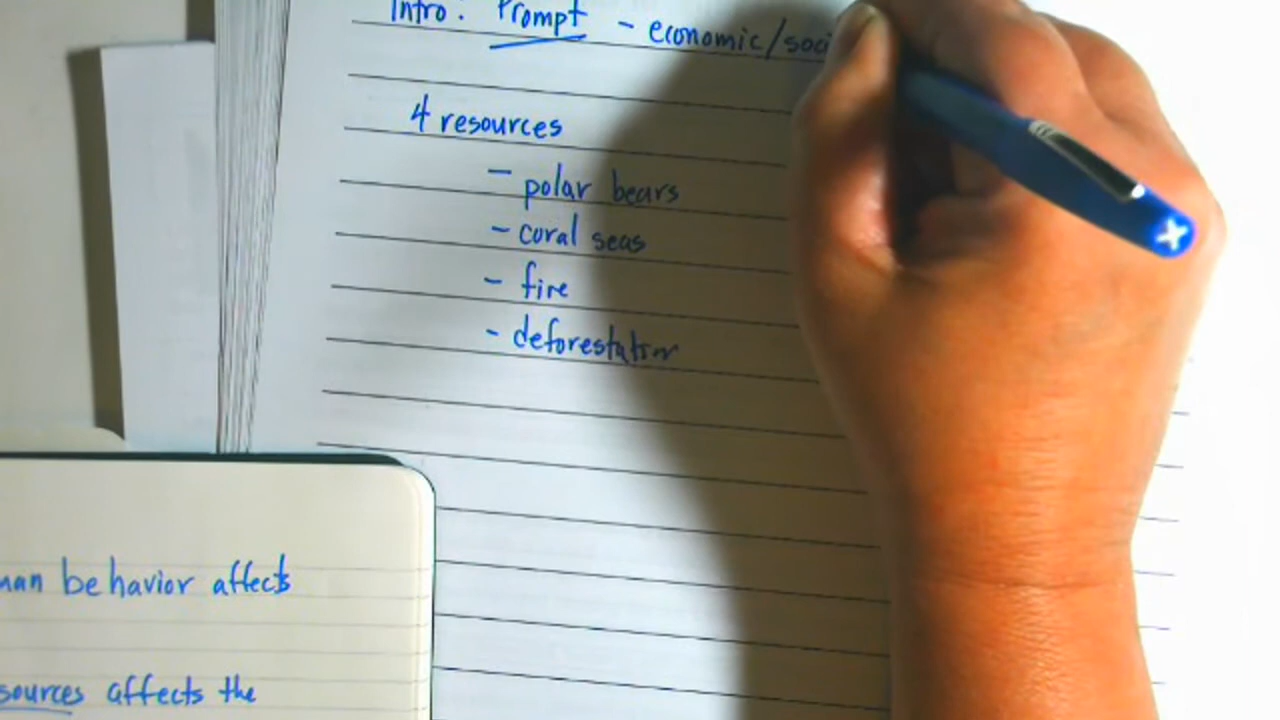 Intro: Prompt - economic/soci
4 resources
- polar bears
- coral seas
- fire
- deforestation
man behavior affects
sources affects the